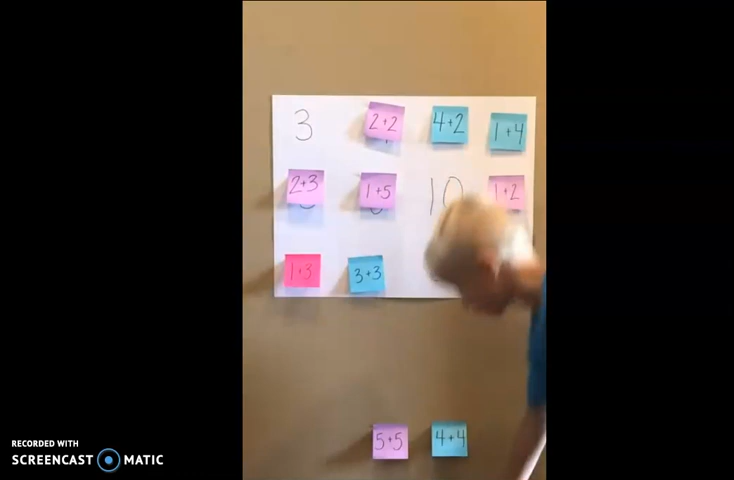 3 2+2 4+2 1+4
2+3 1+5 10 1+2
1+3 3+3
5+5 4+4
RECORDED WITH
SCREENCAST MATIC